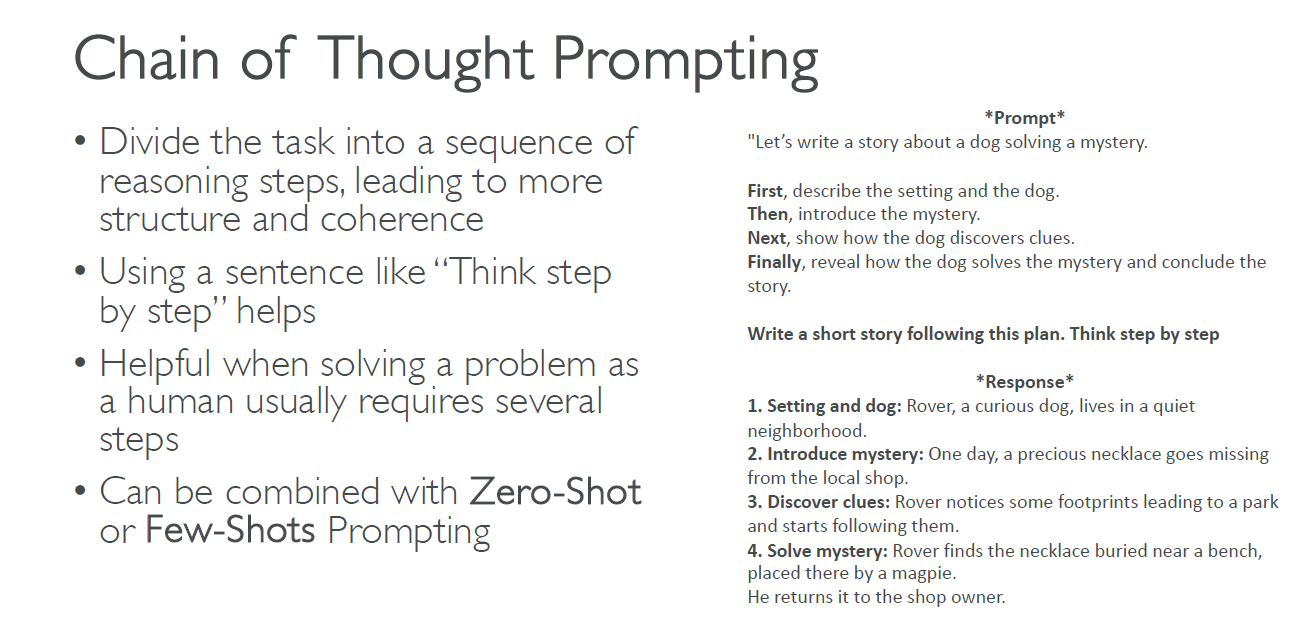 Chain of Thought Prompting
• Divide the task into a sequence of
reasoning steps, leading to more
structure and coherence
• Using a sentence like “Think step
by step” helps
• Helpful when solving a problem as
a human usually requires several
steps
• Can be combined with Zero-Shot
or Few-Shots Prompting
*Prompt*
"Let’s write a story about a dog solving a mystery.
First, describe the setting and the dog.
Then, introduce the mystery.
Next, show how the dog discovers clues.
Finally, reveal how the dog solves the mystery and conclude the
story.
Write a short story following this plan. Think step by step
*Response*
1. Setting and dog: Rover, a curious dog, lives in a quiet
neighborhood.
2. Introduce mystery: One day, a precious necklace goes missing
from the local shop.
3. Discover clues: Rover notices some footprints leading to a park
and starts following them.
4. Solve mystery: Rover finds the necklace buried near a bench,
placed there by a magpie.
He returns it to the shop owner.